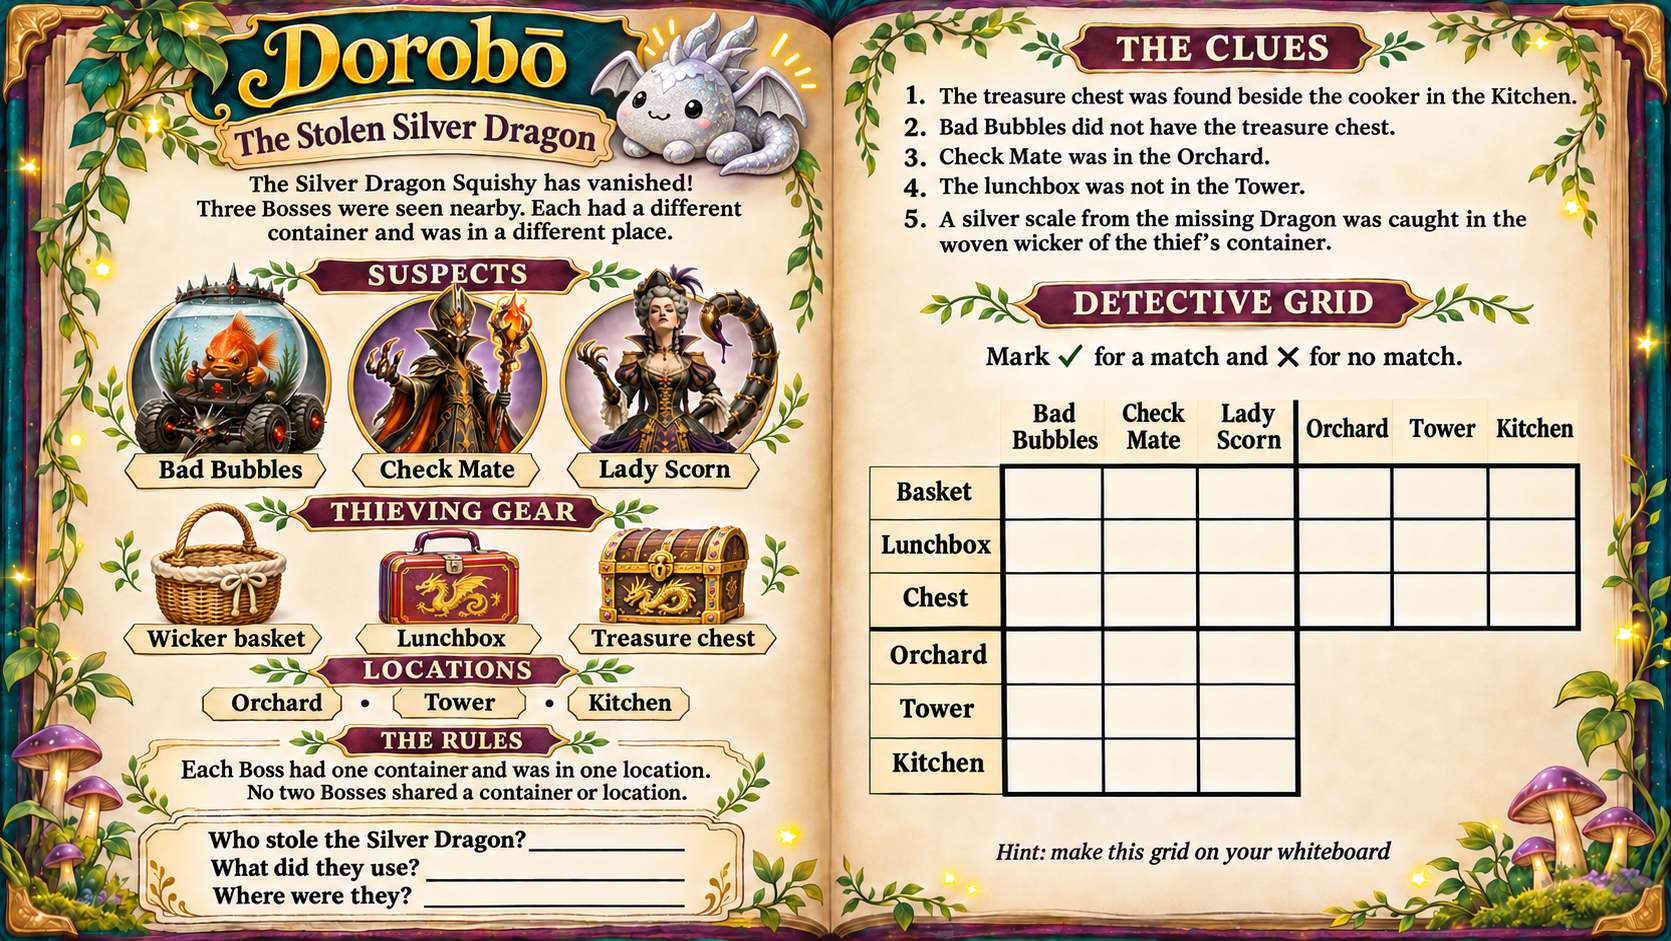 Dorobō
The Stolen Silver Dragon
The Silver Dragon Squishy has vanished!
Three Bosses were seen nearby. Each had a different
container and was in a different place.
SUSPECTS
Bad Bubbles
Check Mate
Lady Scorn
THIEVING GEAR
Wicker basket
Lunchbox
Treasure chest
LOCATIONS
Orchard • Tower • Kitchen
THE RULES
Each Boss had one container and was in one location.
No two Bosses shared a container or location.
Who stole the Silver Dragon?
What did they use?
Where were they?
THE CLUES
1. The treasure chest was found beside the cooker in the Kitchen.
2. Bad Bubbles did not have the treasure chest.
3. Check Mate was in the Orchard.
4. The lunchbox was not in the Tower.
5. A silver scale from the missing Dragon was caught in the
woven wicker of the thief's container.
DETECTIVE GRID
Mark ✓ for a match and ✕ for no match.
Bad Bubbles
Check Mate
Lady Scorn
Orchard
Tower
Kitchen
Basket
Lunchbox
Chest
Orchard
Tower
Kitchen
Hint: make this grid on your whiteboard